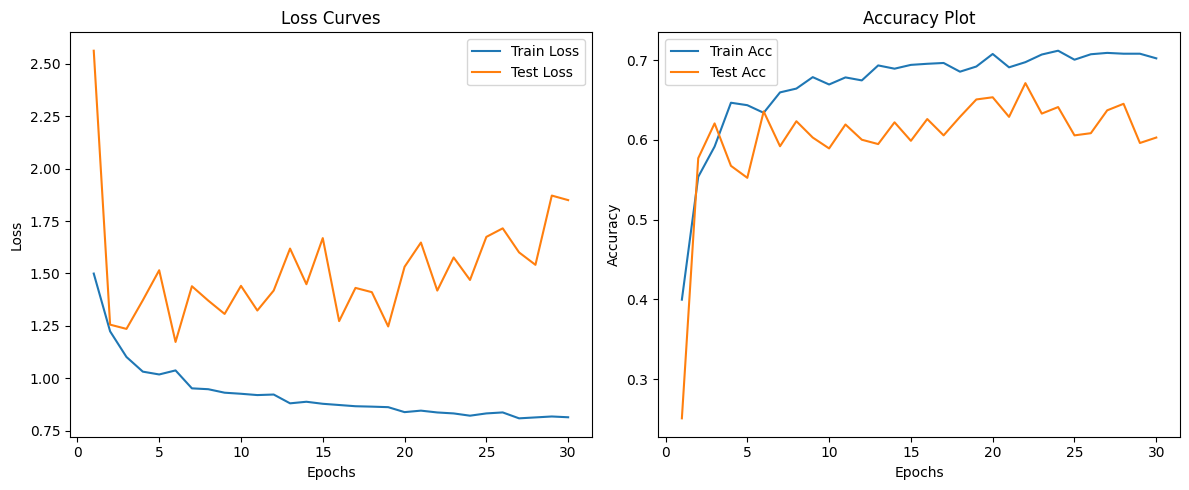 Loss Curves
Train Loss
Test Loss
2.50
2.25
2.00
1.75
1.50
1.25
1.00
0.75
Loss
0 5 10 15 20 25 30
Epochs
Accuracy Plot
Train Acc
Test Acc
0.7
0.6
0.5
0.4
0.3
Accuracy
0 5 10 15 20 25 30
Epochs